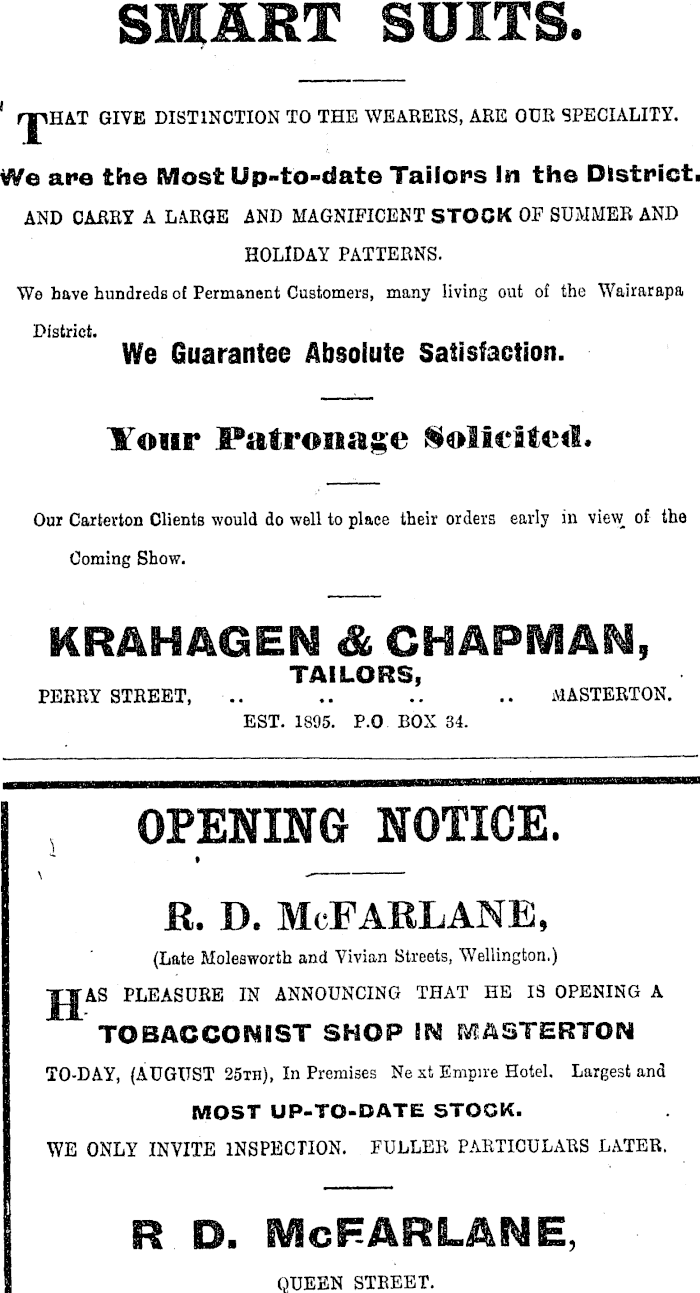 SMART SUITS.
THAT GIVE DISTINCTION TO THE WEARERS, ARE OUR SPECIALITY.
We are the Most Up-to-date Tailors In the District.
AND CARRY A LARGE AND MAGNIFICENT STOCK OF SUMMER AND
HOLIDAY PATTERNS.
We have hundreds of Permanent Customers, many living out of the Wairarapa
District.
We Guarantee Absolute Satisfaction.
Your Patronage Solicited.
Our Carterton Clients would do well to place their orders early in view of the
Coming Show.
KRAHAGEN & CHAPMAN,
TAILORS,
PERRY STREET, .. .. .. .. MASTERTON.
EST. 1895. P.O BOX 34.
OPENING NOTICE.
R. D. McFARLANE,
(Late Molesworth and Vivian Streets, Wellington.)
HAS PLEASURE IN ANNOUNCING THAT HE IS OPENING A
TOBACCONIST SHOP IN MASTERTON
TO-DAY, (AUGUST 25TH), In Premises Next Empire Hotel. Largest and
MOST UP-TO-DATE STOCK.
WE ONLY INVITE INSPECTION. FULLER PARTICULARS LATER.
R D. McFARLANE,
QUEEN STREET.